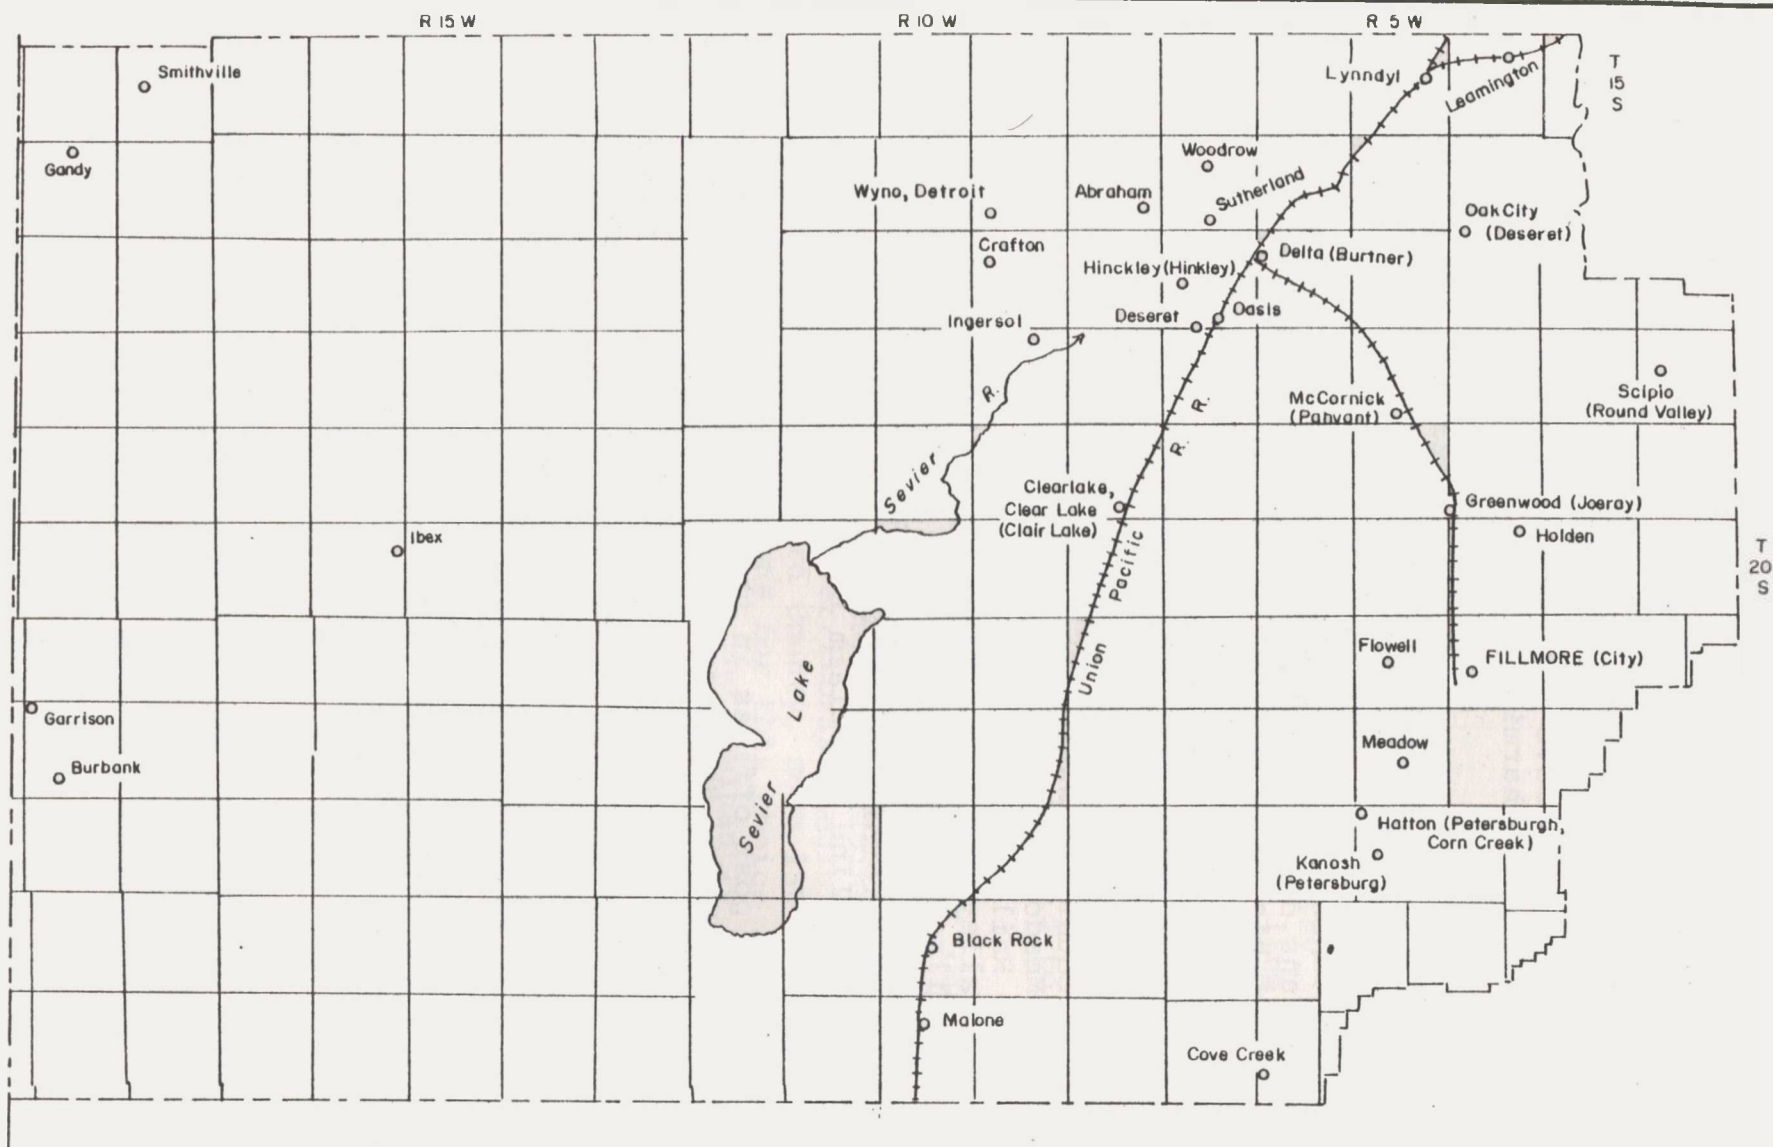 R 15 W
R 10 W
R 5 W
Smithville
Lynndyl
Leamington
T
15
S
Gandy
Woodrow
Wyno, Detroit
Abraham
Sutherland
Oak City
(Deseret)
Crafton
Hinckley (Hinkley)
Delta (Burtner)
Ingersol
Deseret
Oasis
R.
McCornick
(Pahvant)
Scipio
(Round Valley)
R.
R.
Sevier
Clearlake,
Clear Lake
(Clair Lake)
Greenwood (Joeray)
Holden
Ibex
Pacific
T
20
S
Union
Flowell
FILLMORE (City)
Lake
Garrison
Burbank
Meadow
Sevier
Hatton (Petersburgh,
Corn Creek)
Kanosh
(Petersburg)
Black Rock
Malone
Cove Creek